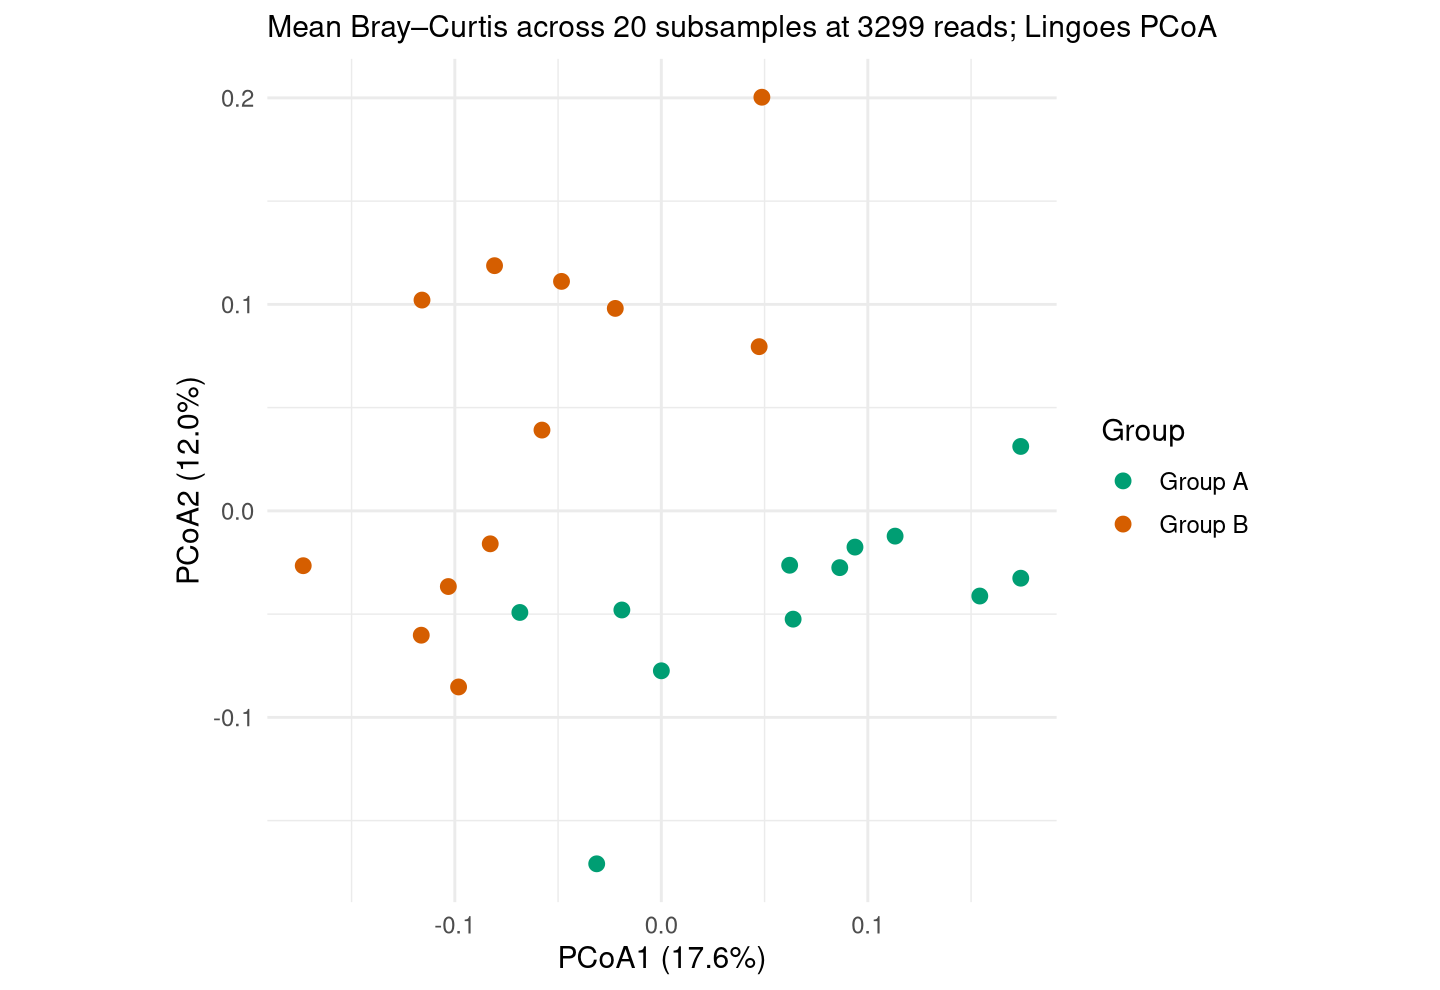 Mean Bray–Curtis across 20 subsamples at 3299 reads; Lingoes PCoA
0.2
0.1
0.0
-0.1
PCoA2 (12.0%)
-0.1
0.0
0.1
PCoA1 (17.6%)
Group
Group A
Group B